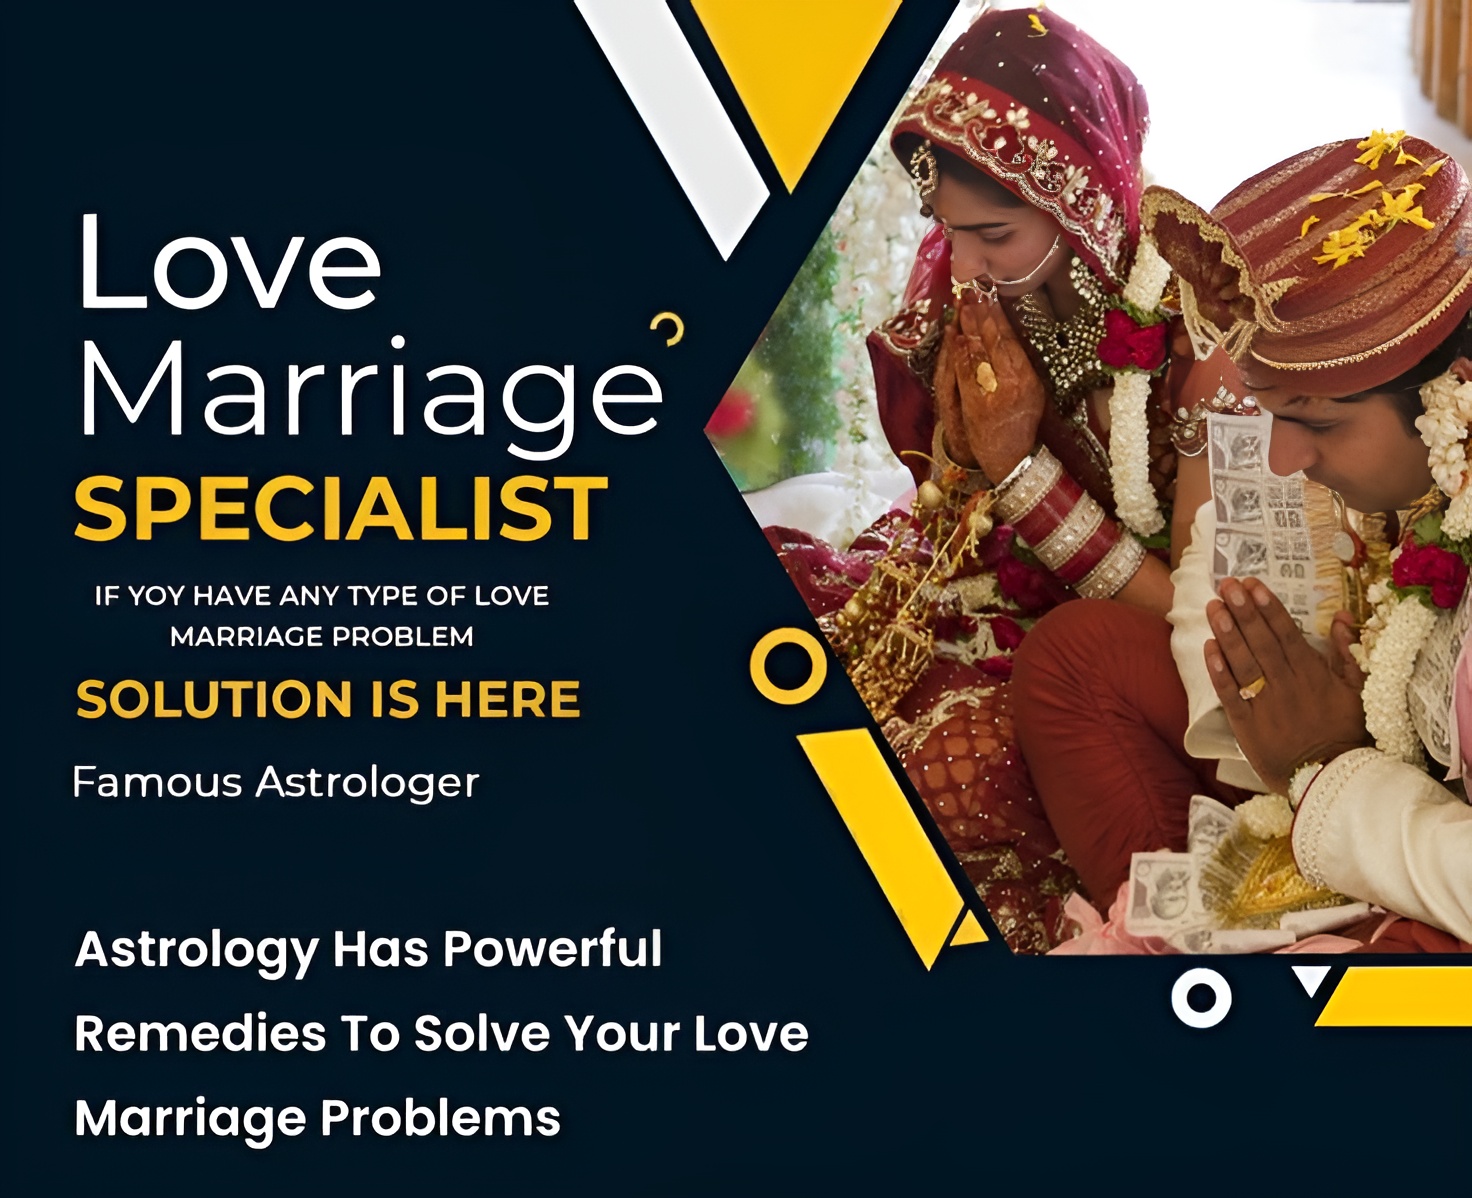 Love
Marriage
SPECIALIST
IF YOY HAVE ANY TYPE OF LOVE
MARRIAGE PROBLEM
SOLUTION IS HERE
Famous Astrologer
Astrology Has Powerful
Remedies To Solve Your Love
Marriage Problems